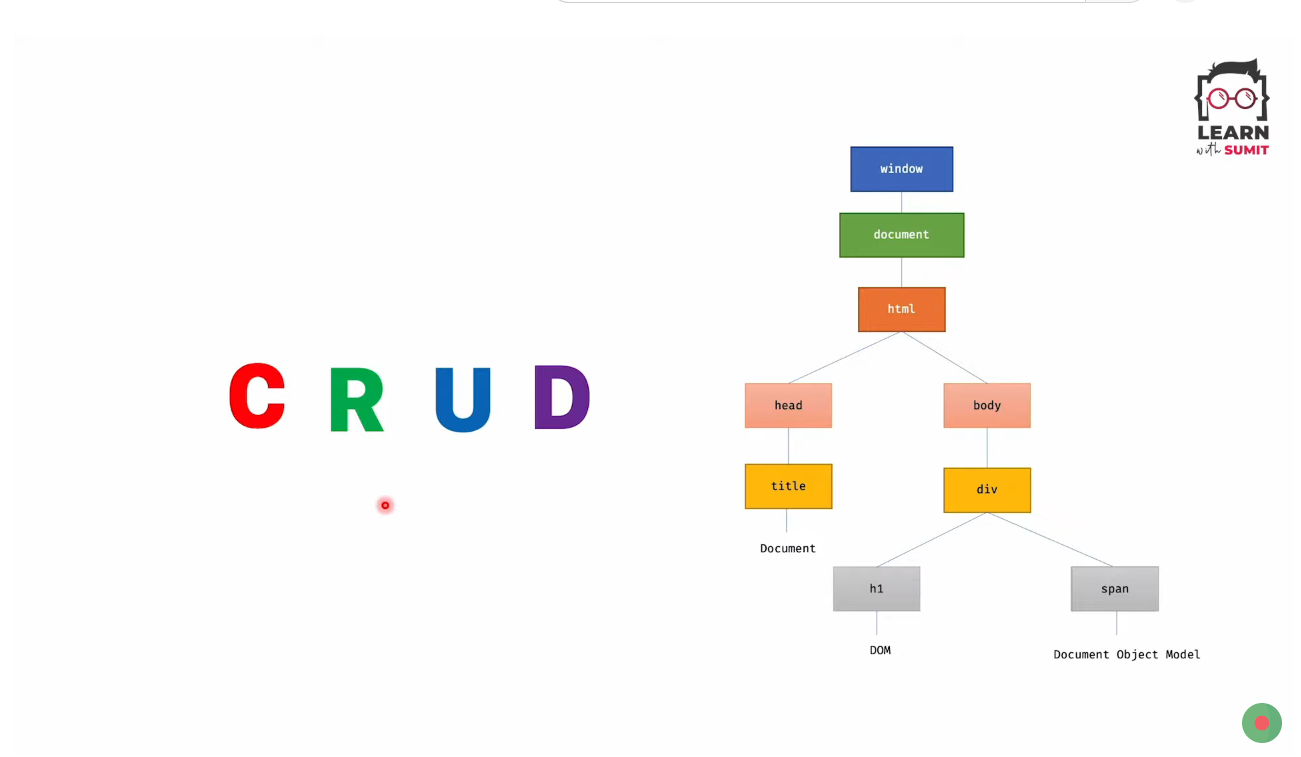 LEARN
with SUMIT
C R U D
window
document
html
head
body
title
div
Document
h1
span
DOM
Document Object Model